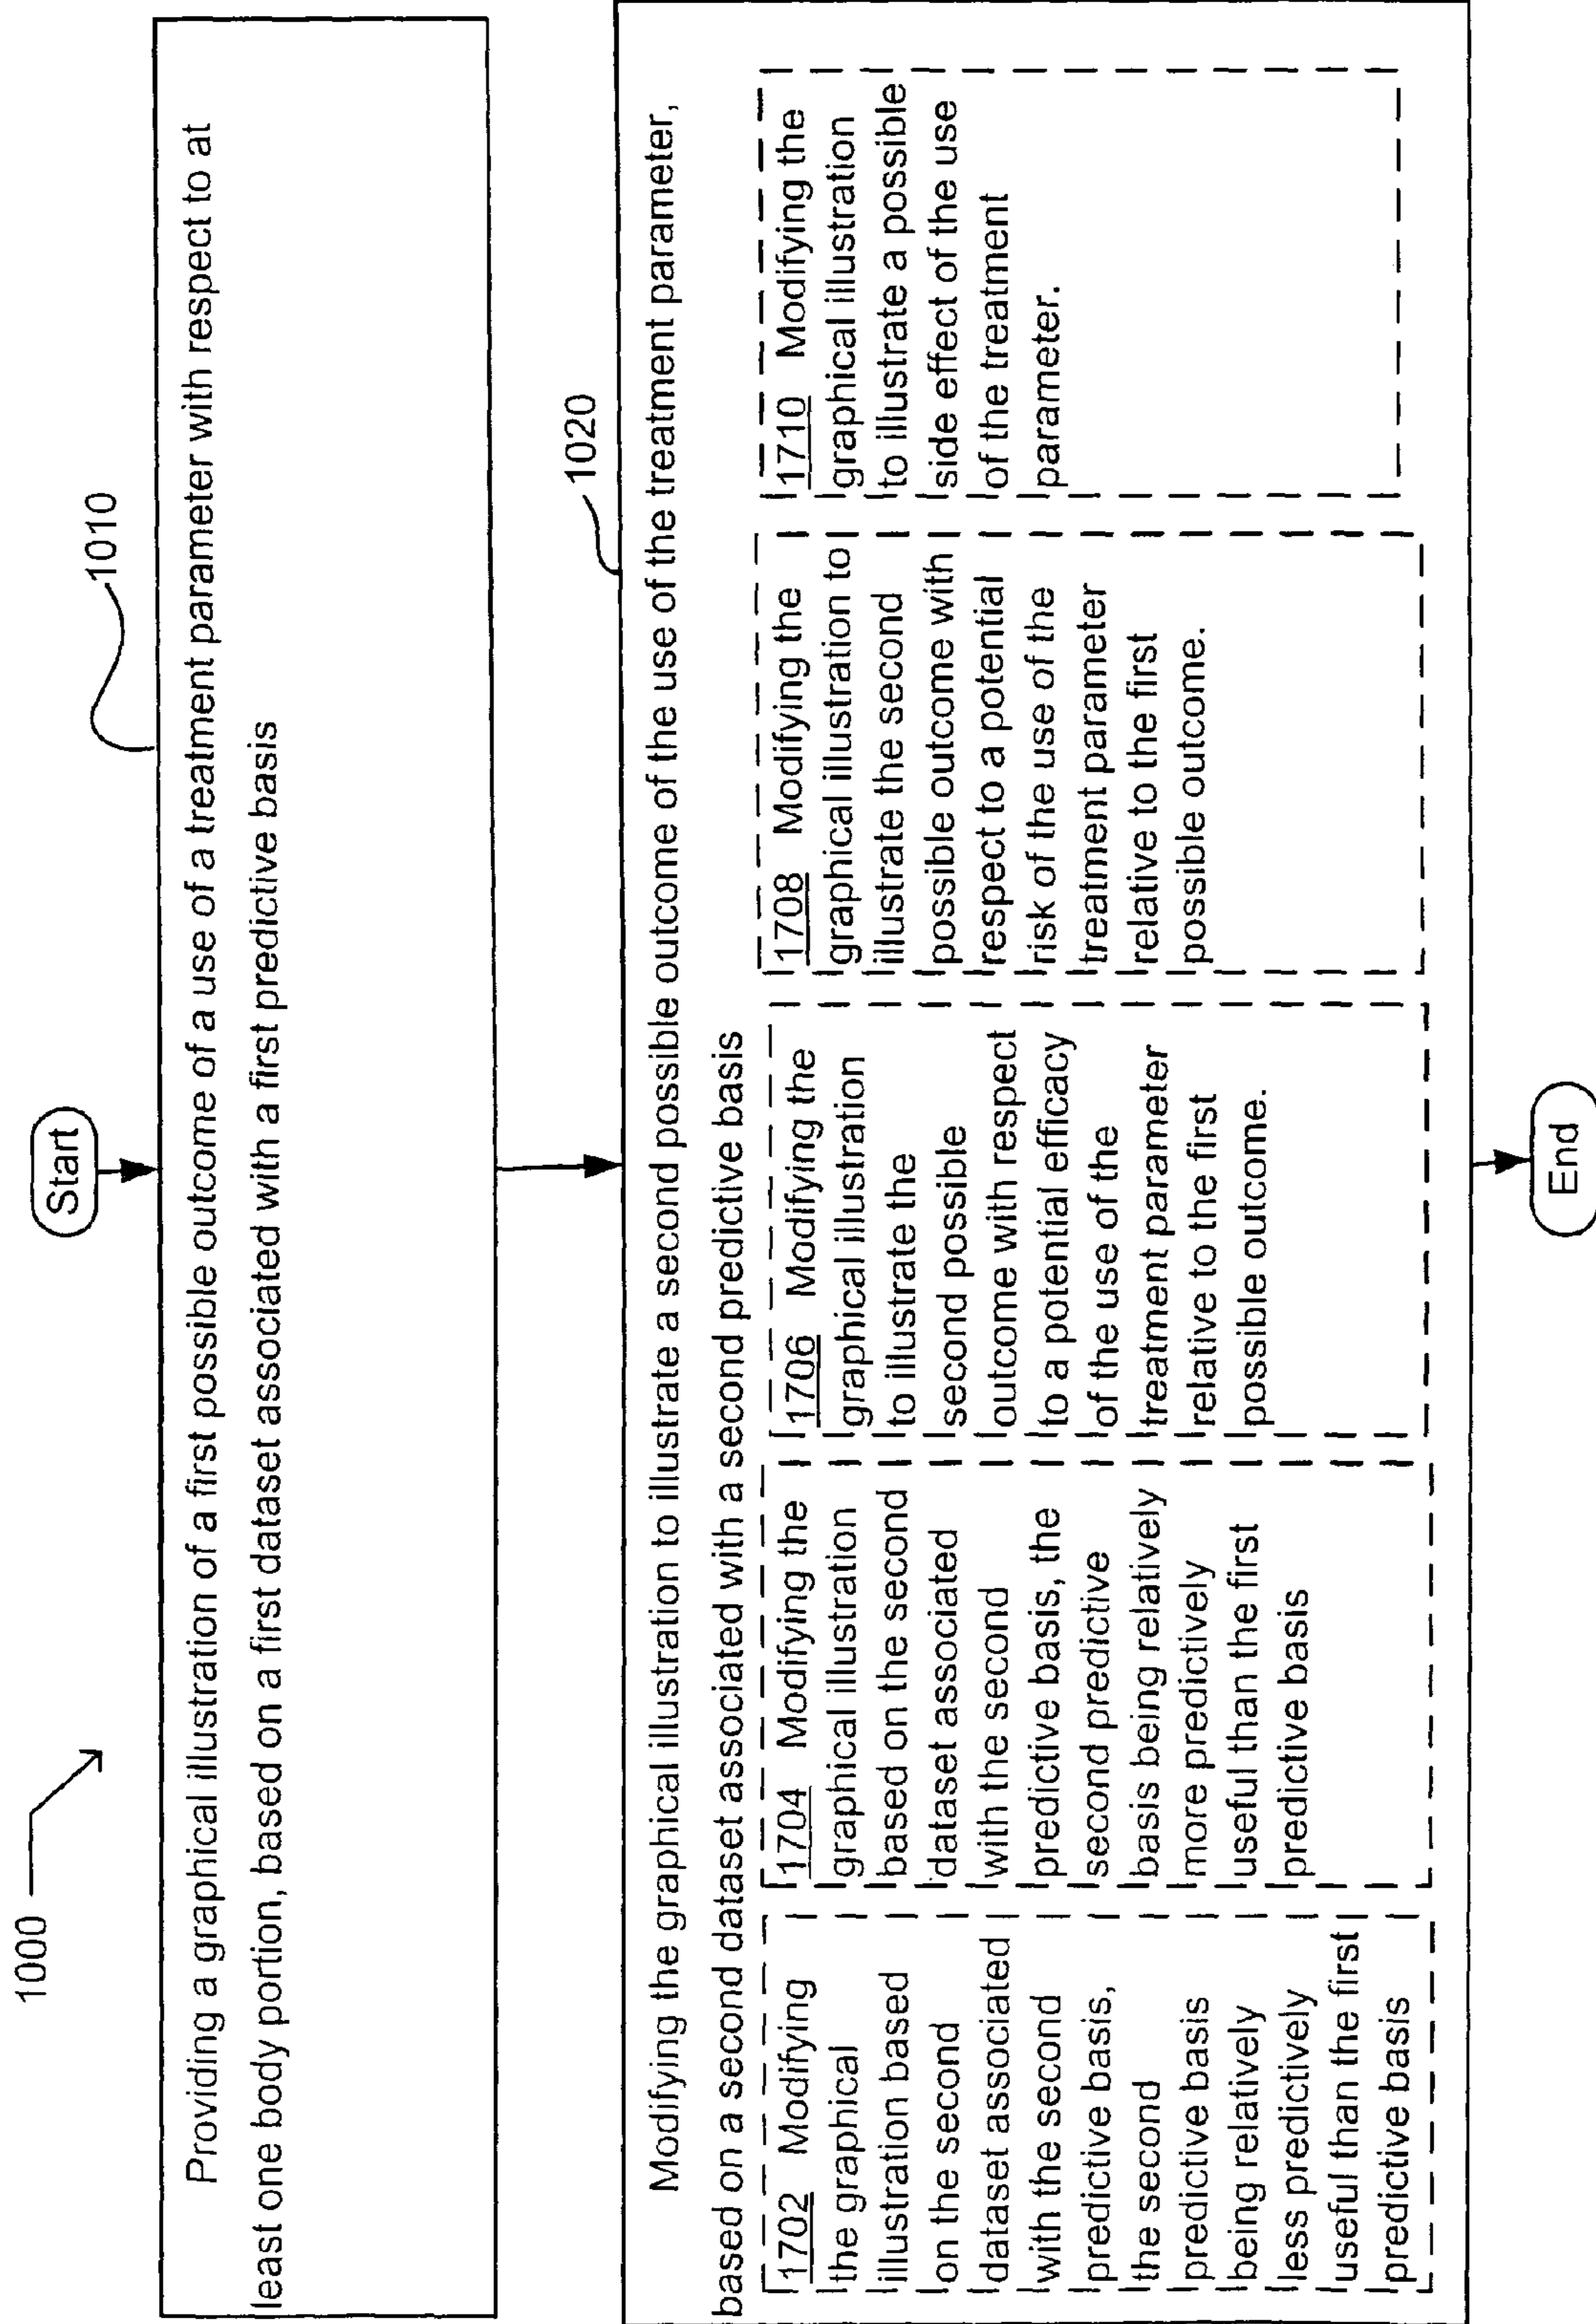 1000
Start
1010
Providing a graphical illustration of a first possible outcome of a use of a treatment parameter with respect to at
least one body portion, based on a first dataset associated with a first predictive basis
1020
Modifying the graphical illustration to illustrate a second possible outcome of the use of the treatment parameter,
based on a second dataset associated with a second predictive basis
1702 Modifying
the graphical
illustration based
on the second
dataset associated
with the second
predictive basis,
the second
predictive basis
being relatively
less predictively
useful than the first
predictive basis
1704 Modifying the
graphical illustration
based on the second
dataset associated
with the second
predictive basis, the
second predictive
basis being relatively
more predictively
useful than the first
predictive basis
1706 Modifying the
graphical illustration
to illustrate the
second possible
outcome with respect
to a potential efficacy
of the use of the
treatment parameter
relative to the first
possible outcome.
1708 Modifying the
graphical illustration to
illustrate the second
possible outcome with
respect to a potential
risk of the use of the
treatment parameter
relative to the first
possible outcome.
1710 Modifying the
graphical illustration
to illustrate a possible
side effect of the use
of the treatment
parameter.
End